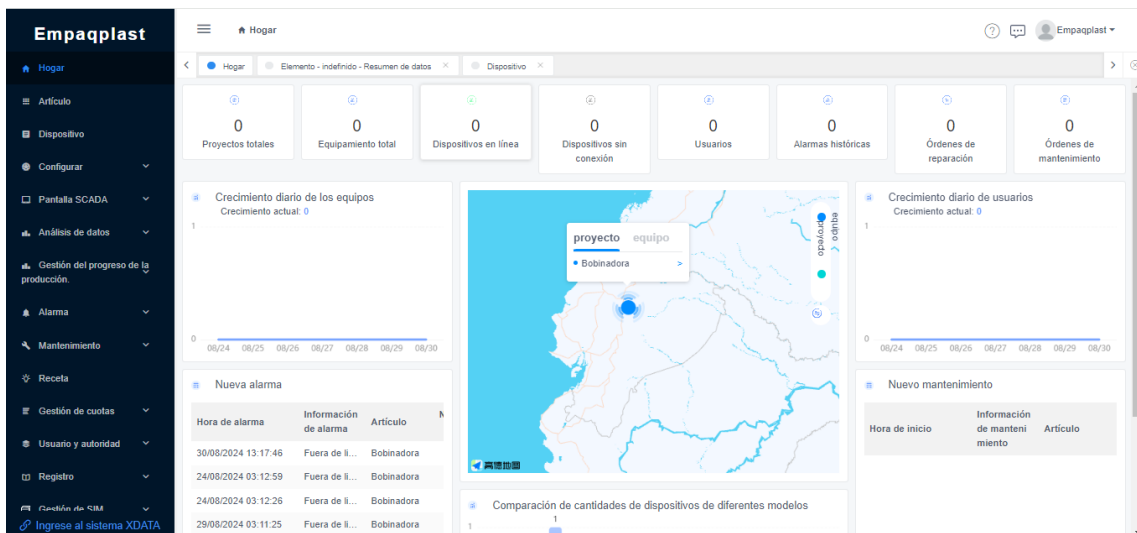 Empaqplast
Hogar
Empaqplast
Hogar
Elemento - indefinido - Resumen de datos ×
Dispositivo ×
Hogar
Artículo
Dispositivo
Configurar
Pantalla SCADA
Análisis de datos
Gestión del progreso de la
producción.
Alarma
Mantenimiento
Receta
Gestión de cuotas
Usuario y autoridad
Registro
Gestión de SIM
Ingrese al sistema XDATA
0
Proyectos totales
0
Equipamiento total
0
Dispositivos en línea
0
Dispositivos sin
conexión
0
Usuarios
0
Alarmas históricas
0
Órdenes de
reparación
0
Órdenes de
mantenimiento
Crecimiento diario de los equipos
Crecimiento actual: 0
1
0
08/24 08/25 08/26 08/27 08/28 08/29 08/30
proyecto equipo
Bobinadora >
equipo
proyecto
高德地圖
Crecimiento diario de usuarios
Crecimiento actual: 0
1
0
08/24 08/25 08/26 08/27 08/28 08/29 08/30
Nueva alarma
Hora de alarma Información de alarma Artículo N
30/08/2024 13:17:46 Fuera de li... Bobinadora
24/08/2024 03:12:59 Fuera de li... Bobinadora
24/08/2024 03:12:26 Fuera de li... Bobinadora
29/08/2024 03:11:25 Fuera de li... Bobinadora
Comparación de cantidades de dispositivos de diferentes modelos
1
1
Nuevo mantenimiento
Hora de inicio Información de manteni miento Artículo